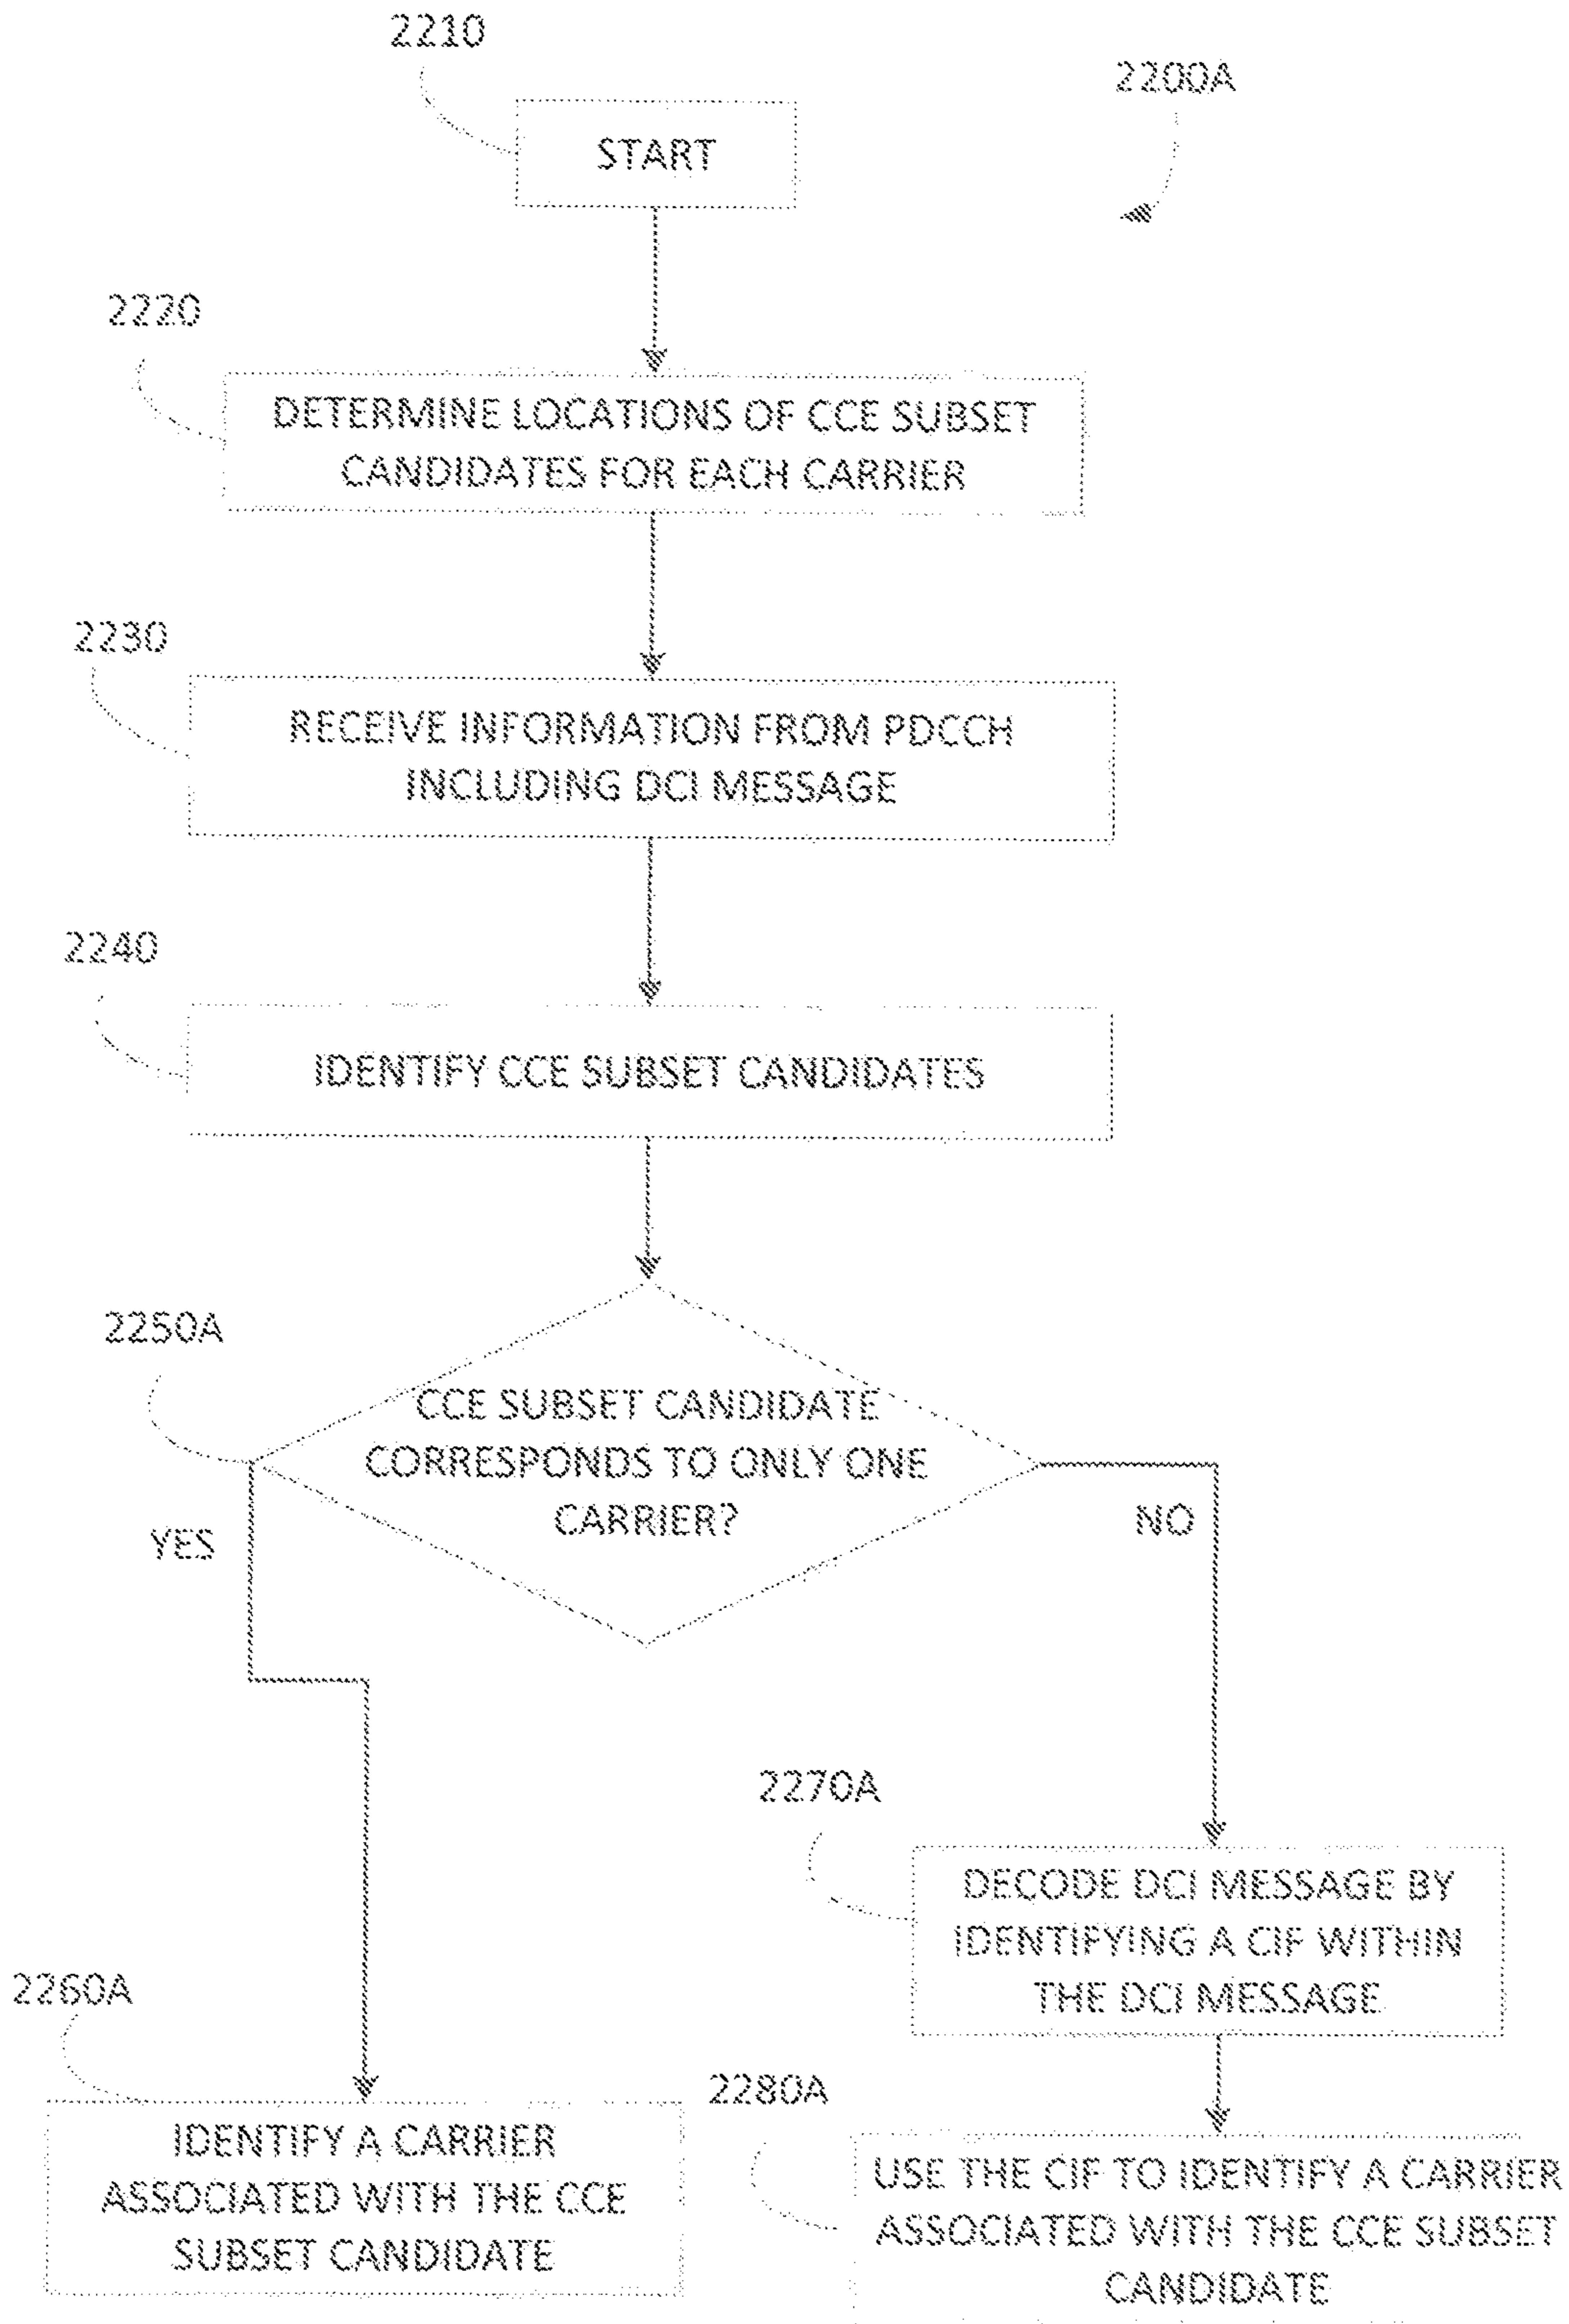 2210
2200A
START
2220
DETERMINE LOCATIONS OF CCE SUBSET
CANDIDATES FOR EACH CARRIER
2230
RECEIVE INFORMATION FROM PDCCH
INCLUDING DCI MESSAGE
2240
IDENTIFY CCE SUBSET CANDIDATES
2250A
CCE SUBSET CANDIDATE
CORRESPONDS TO ONLY ONE
CARRIER?
YES
NO
2270A
DECODE DCI MESSAGE BY
IDENTIFYING A CIF WITHIN
THE DCI MESSAGE
2260A
IDENTIFY A CARRIER
ASSOCIATED WITH THE CCE
SUBSET CANDIDATE
2280A
USE THE CIF TO IDENTIFY A CARRIER
ASSOCIATED WITH THE CCE SUBSET
CANDIDATE